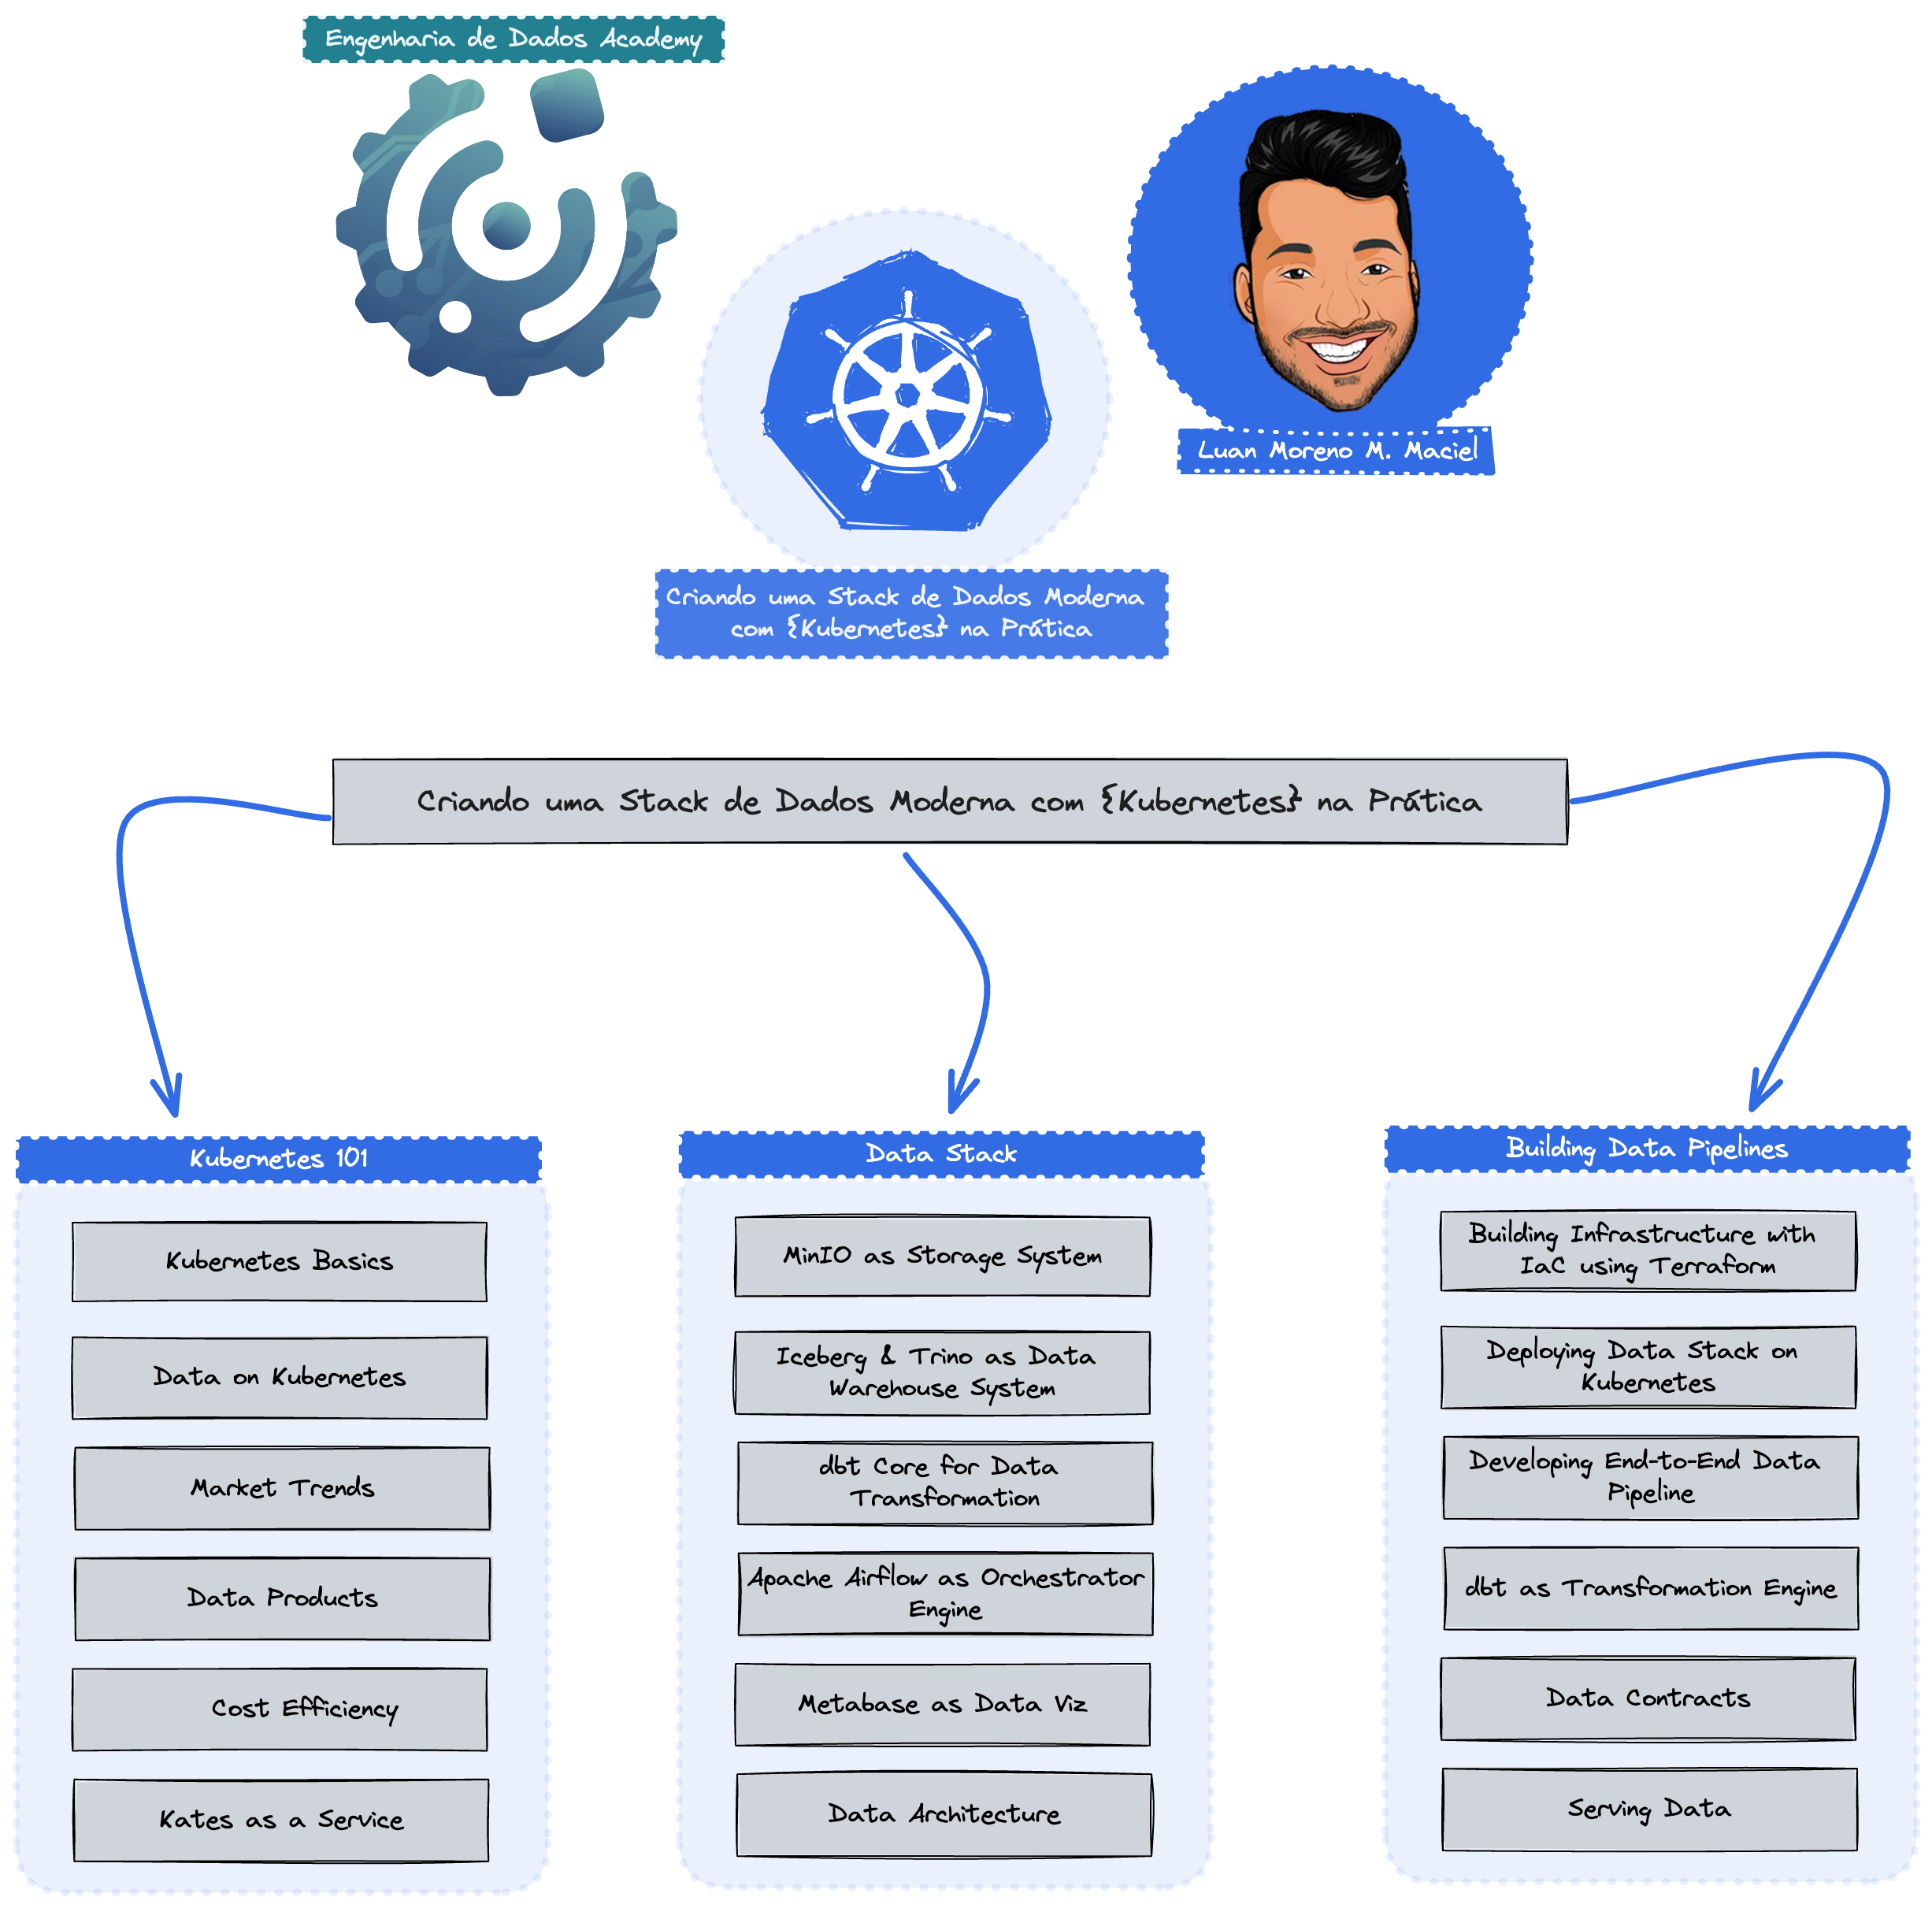 Engenharia de Dados Academy
Luan Moreno M. Maciel
Criando uma Stack de Dados Moderna
com {Kubernetes} na Prática
Criando uma Stack de Dados Moderna com {Kubernetes} na Prática
Kubernetes 101
Kubernetes Basics
Data on Kubernetes
Market Trends
Data Products
Cost Efficiency
Kates as a Service
Data Stack
MinIO as Storage System
Iceberg & Trino as Data
Warehouse System
dbt Core for Data
Transformation
Apache Airflow as Orchestrator
Engine
Metabase as Data Viz
Data Architecture
Building Data Pipelines
Building Infrastructure with
IaC using Terraform
Deploying Data Stack on
Kubernetes
Developing End-to-End Data
Pipeline
dbt as Transformation Engine
Data Contracts
Serving Data